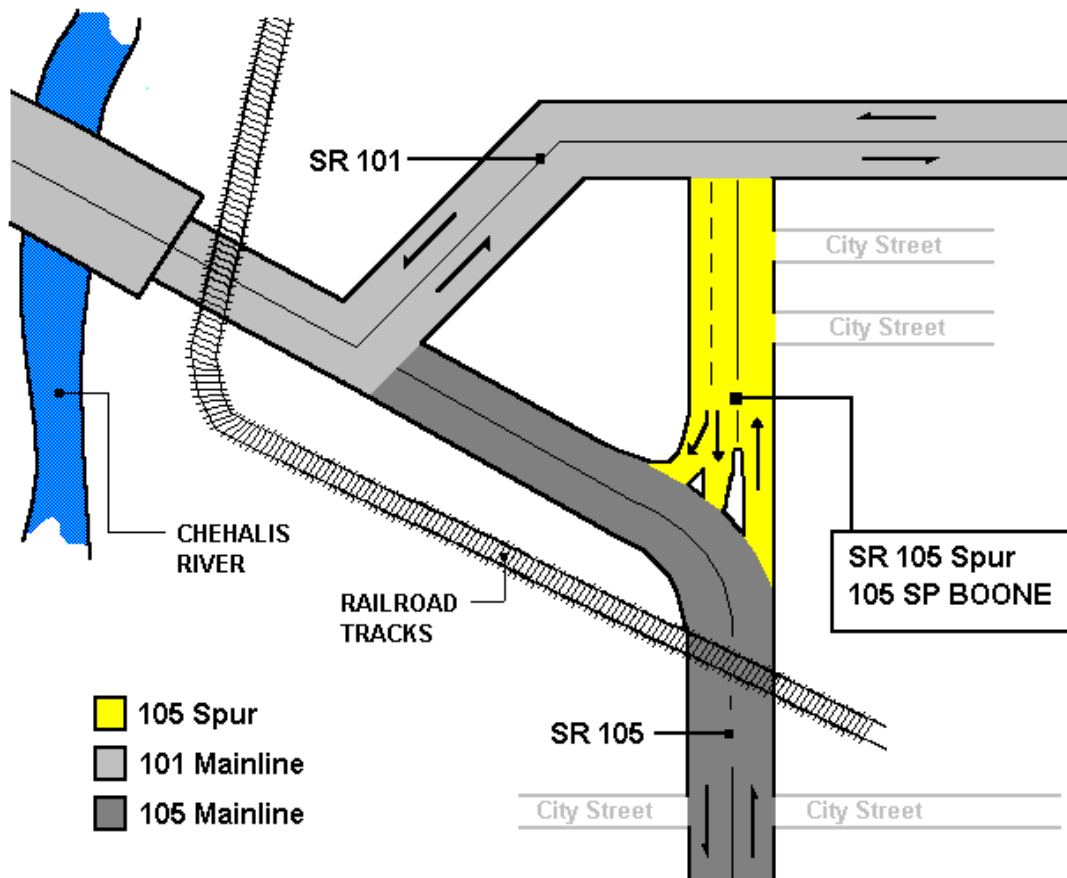 SR 101
City Street
City Street
CHEHALIS
RIVER
SR 105 Spur
105 SP BOONE
RAILROAD
TRACKS
105 Spur
101 Mainline
105 Mainline
SR 105
City Street
City Street